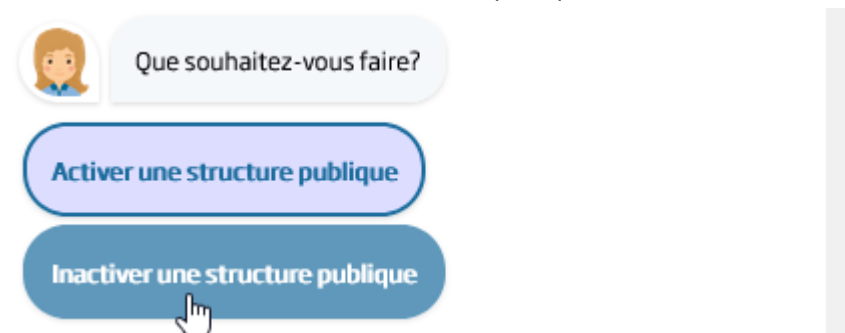 Que souhaitez-vous faire?
Activer une structure publique
Inactiver une structure publique